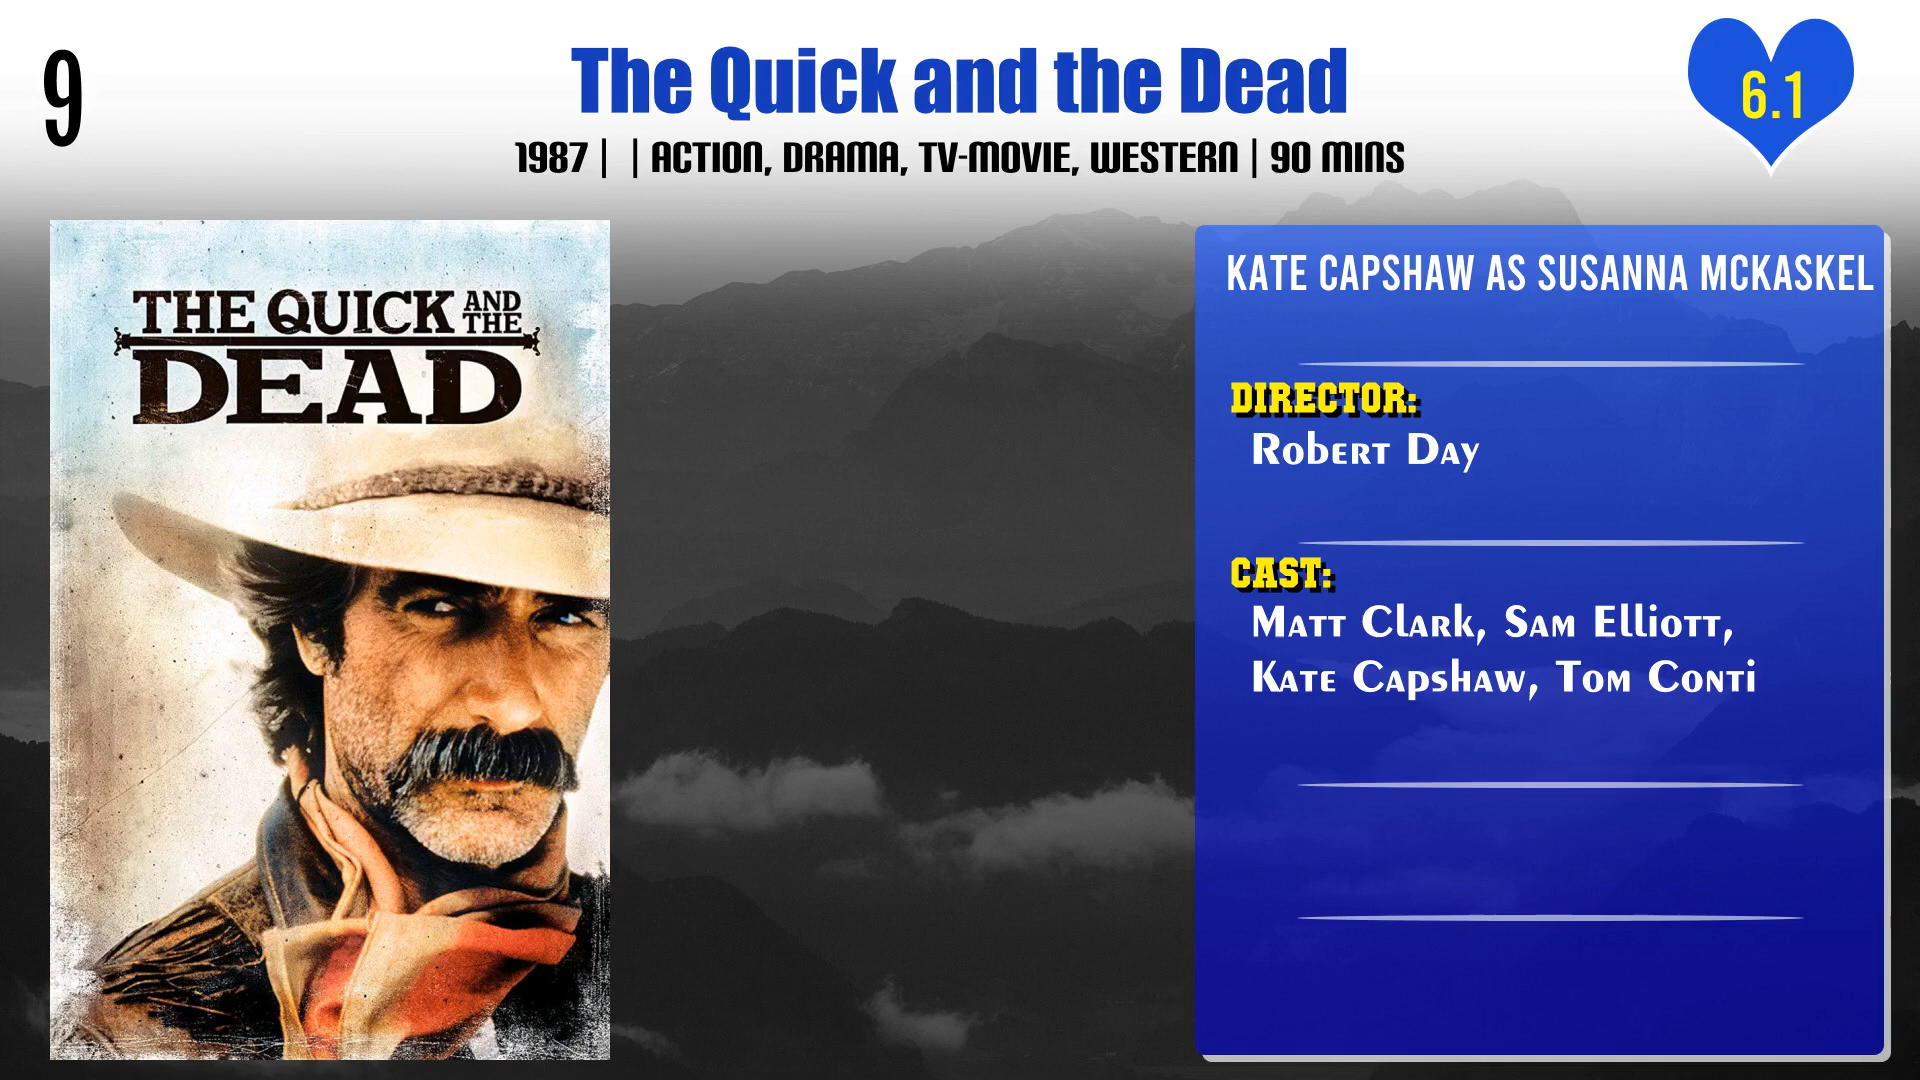 9
The Quick and the Dead
1987 | | ACTION, DRAMA, TV-MOVIE, WESTERN | 90 MINS
6.1
THE QUICK AND THE
DEAD
KATE CAPSHAW AS SUSANNA MCKASKEL
DIRECTOR:
Robert Day
CAST:
Matt Clark, Sam Elliott,
Kate Capshaw, Tom Conti